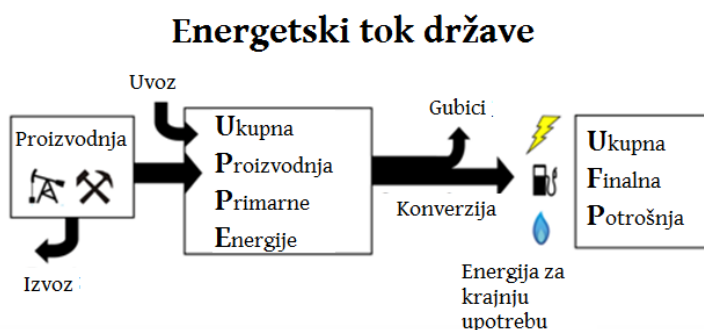 Energetski tok države
Uvoz
Proizvodnja
Izvoz
Ukupna
Proizvodnja
Primarne
Energije
Gubici
Konverzija
Energija za
krajnju
upotrebu
Ukupna
Finalna
Potrošnja